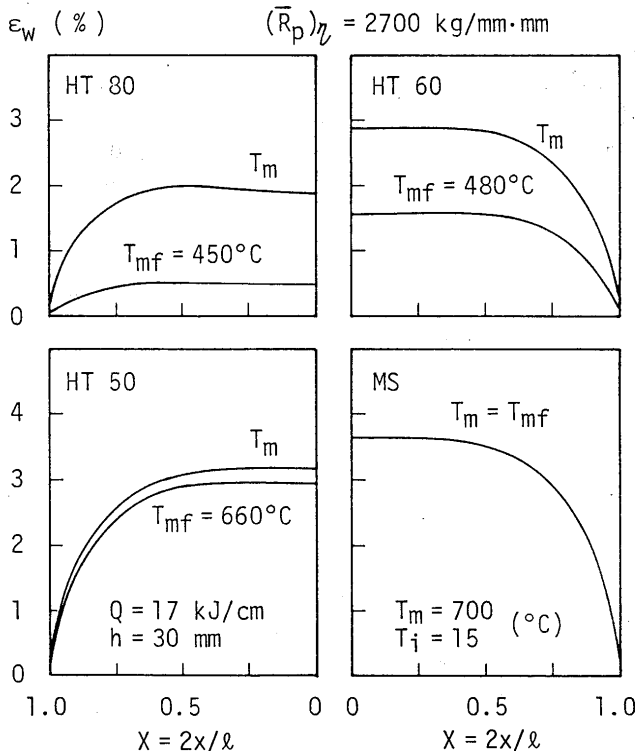 ε_w ( % ) (R̄_p)_η = 2700 kg/mm·mm
HT 80
HT 60
3
T_m
T_m
2
T_mf = 480°C
1
T_mf = 450°C
0
HT 50
MS
4
T_m = T_mf
T_m
3
T_mf = 660°C
2
1
Q = 17 kJ/cm
h = 30 mm
T_m = 700
T_i = 15
(°C)
0
1.0 0.5 0 0 0.5 1.0
X = 2x/ℓ X = 2x/ℓ